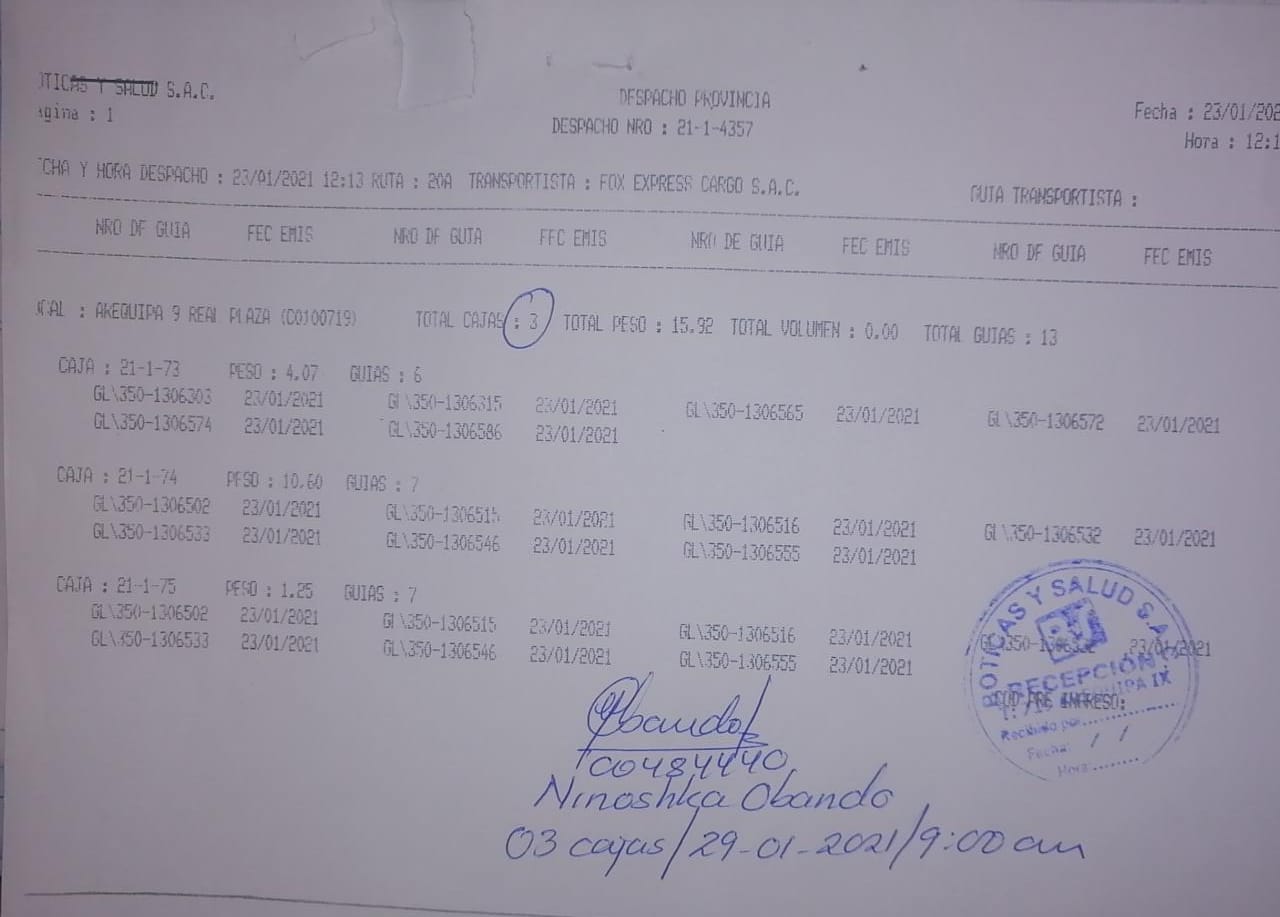 OTICAS Y SALUD S.A.C.
DESPACHO PROVINCIA
Fecha : 23/01/202
agina : 1
DESPACHO NRO : 21-1-4357
Hora : 12:1
CHA Y HORA DESPACHO : 23/01/2021 12:13 RUTA : 20A TRANSPORTISTA : FOX EXPRESS CARGO S.A.C.
GUIA TRANSPORTISTA :
NRO DE GUIA FEC EMIS NRO DE GUIA FEC EMIS NRO DE GUIA FEC EMIS NRO DE GUIA FEC EMIS
OCAL : AREQUIPA 9 REAL PLAZA (C0100719) TOTAL CAJAS : 3 TOTAL PESO : 15.92 TOTAL VOLUMEN : 0.00 TOTAL GUIAS : 13
CAJA : 21-1-73 PESO : 4.07 GUIAS : 6
GL\350-1306303 23/01/2021 GL\350-1306315 23/01/2021 GL\350-1306565 23/01/2021 GL\350-1306572 23/01/2021
GL\350-1306574 23/01/2021 GL\350-1306586 23/01/2021
CAJA : 21-1-74 PESO : 10.60 GUIAS : 7
GL\350-1306502 23/01/2021 GL\350-1306515 23/01/2021 GL\350-1306516 23/01/2021 GL\350-1306532 23/01/2021
GL\350-1306533 23/01/2021 GL\350-1306546 23/01/2021 GL\350-1306555 23/01/2021
CAJA : 21-1-75 PESO : 1.25 GUIAS : 7
GL\350-1306502 23/01/2021 GL\350-1306515 23/01/2021 GL\350-1306516 23/01/2021 GL\350-1306532 23/01/2021
GL\350-1306533 23/01/2021 GL\350-1306546 23/01/2021 GL\350-1306555 23/01/2021
COD PRE INGRESO:
BOTICAS Y SALUD S.A.
RECEPCIÓN
AREQUIPA IX
Recibido por
Fecha: / /
Hora:
Obando
C0484440
Ninoshka Obando
03 cajas/29-01-2021/9:00 am